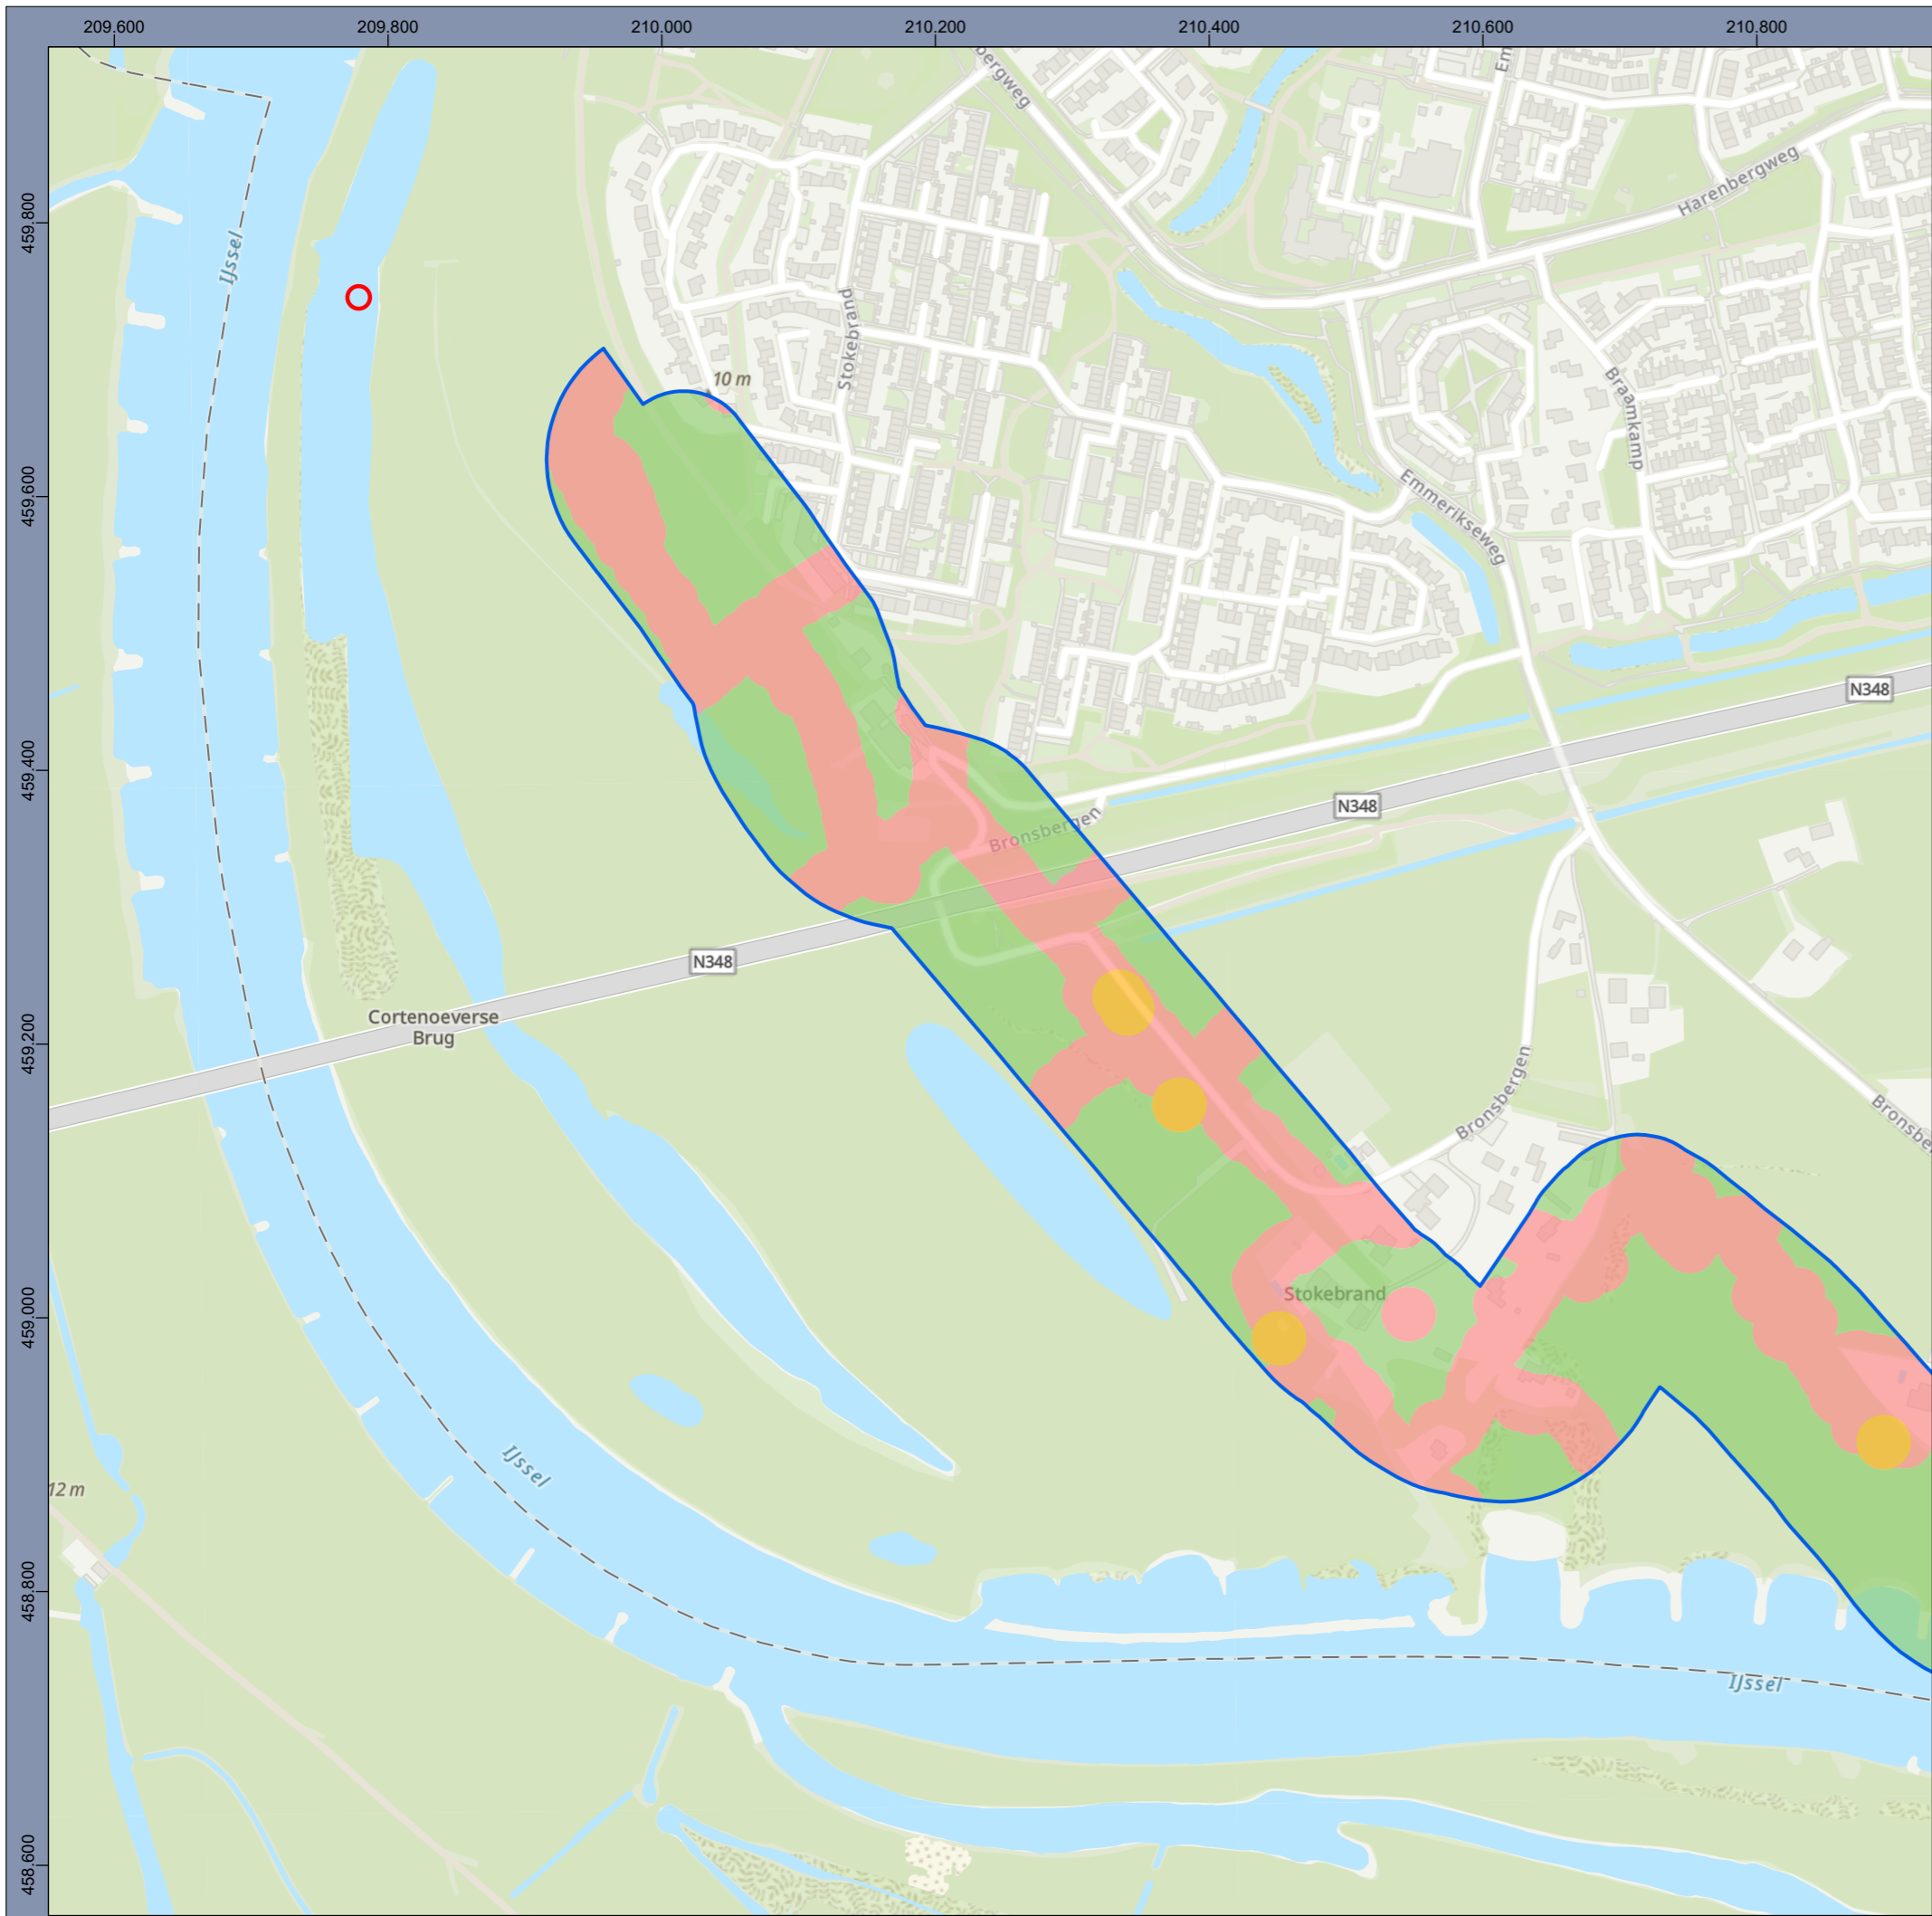 209.600
209.800
210.000
210.200
210.400
210.600
210.800
459.800
459.600
459.400
459.200
459.000
458.800
458.600
bergweg
Em
Harenbergweg
IJssel
Stokebrand
10 m
Braamkamp
Emmerikseweg
N348
N348
Bronsbergen
N348
Cortenoeverse
Brug
Bronsbergen
Bronsbe
Stokebrand
IJssel
12 m
IJssel